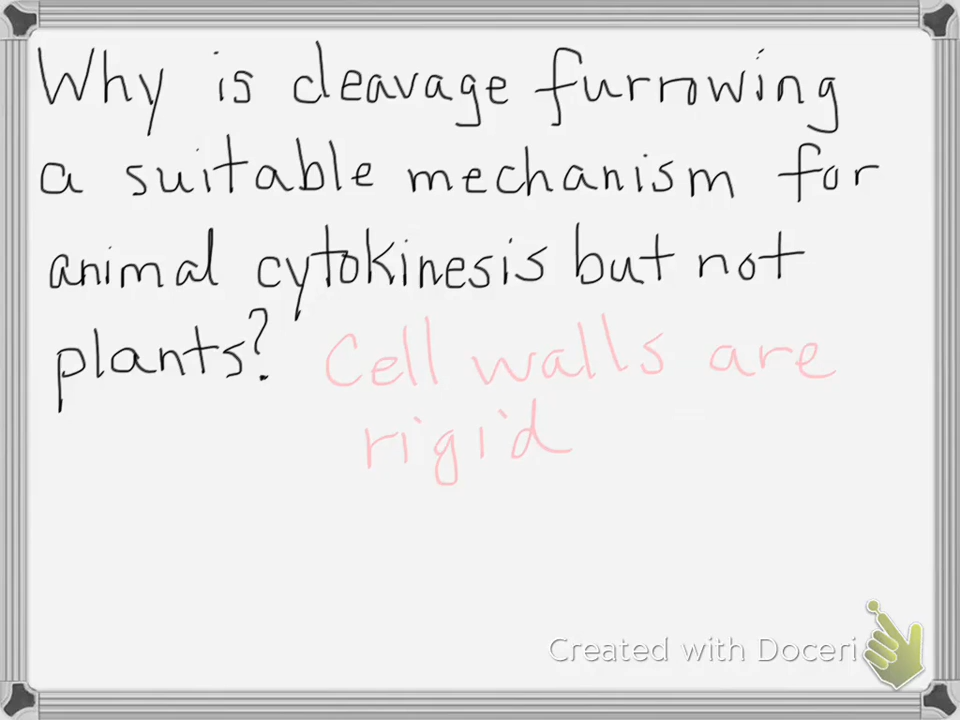 Why is cleavage furrowing
a suitable mechanism for
animal cytokinesis but not
plants? Cell walls are
rigid
Created with Doceri